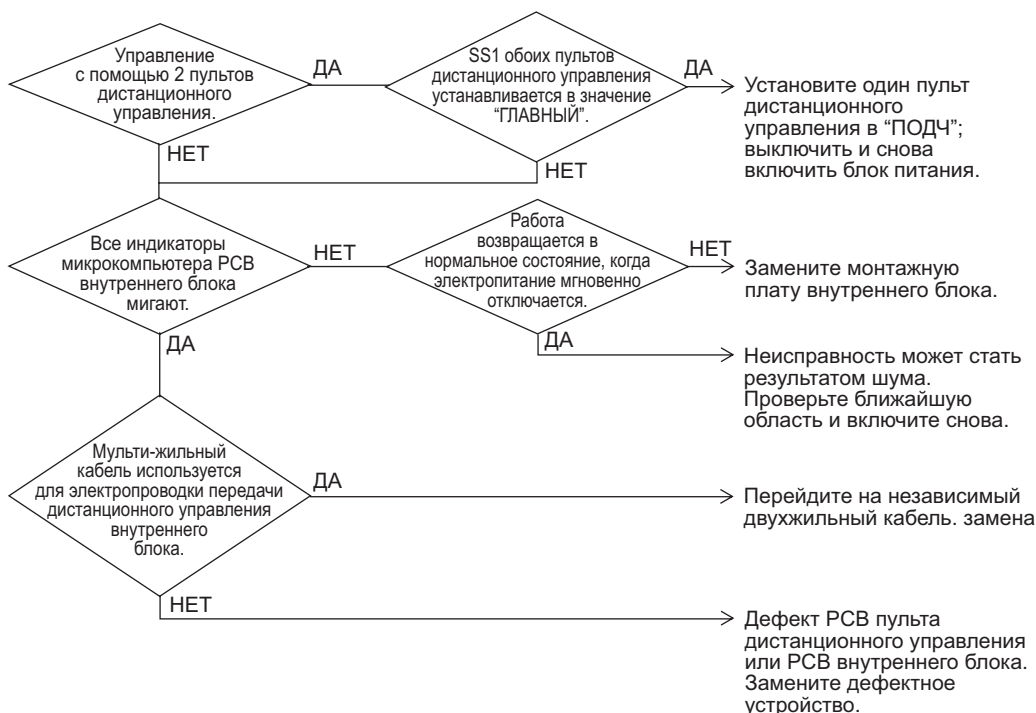 Управление
с помощью 2 пультов
дистанционного
управления.
ДА
SS1 обоих пультов
дистанционного управления
устанавливается в значение
“ГЛАВНЫЙ”.
ДА
Установите один пульт
дистанционного
управления в “ПОДЧ”;
выключить и снова
включить блок питания.
НЕТ
НЕТ
Все индикаторы
микрокомпьютера PCB
внутреннего блока
мигают.
НЕТ
Работа
возвращается в
нормальное состояние, когда
электропитание мгновенно
отключается.
НЕТ
Замените монтажную
плату внутреннего блока.
ДА
ДА
Неисправность может стать
результатом шума.
Проверьте ближайшую
область и включите снова.
Мульти-жильный
кабель используется
для электропроводки передачи
дистанционного управления
внутреннего
блока.
ДА
Перейдите на независимый
двухжильный кабель. замена
НЕТ
Дефект PCB пульта
дистанционного управления
или PCB внутреннего блока.
Замените дефектное
устройство.